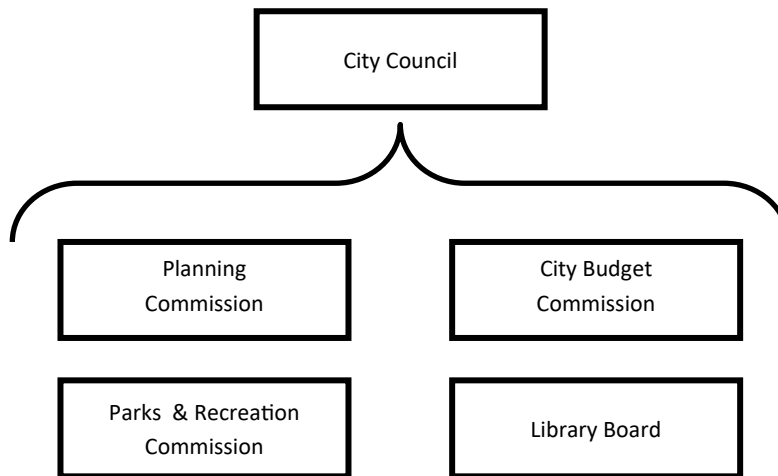 City Council
Planning
Commission
City Budget
Commission
Parks & Recreation
Commission
Library Board